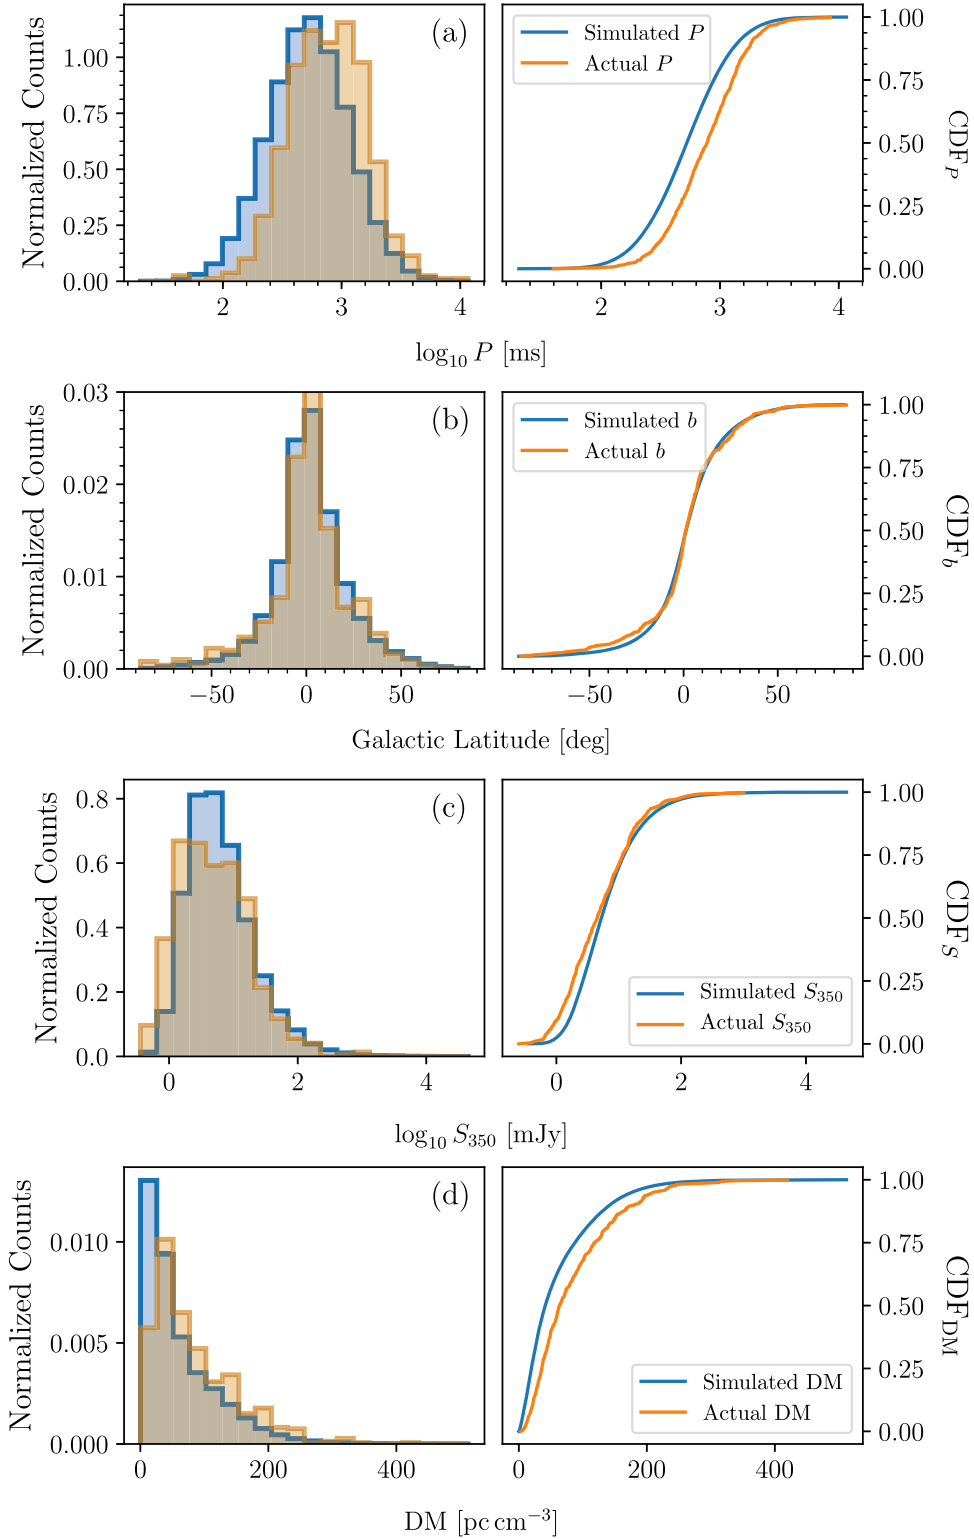 Normalized Counts
1.00
0.75
0.50
0.25
0.00
(a)
2 3 4
Simulated P
Actual P
1.00
0.75
0.50
0.25
0.00
CDF_P
2 3 4
log₁₀ P [ms]
Normalized Counts
0.03
0.02
0.01
0.00
(b)
−50 0 50
Simulated b
Actual b
1.00
0.75
0.50
0.25
0.00
CDF_b
−50 0 50
Galactic Latitude [deg]
Normalized Counts
0.8
0.6
0.4
0.2
0.0
(c)
0 2 4
1.00
0.75
0.50
0.25
0.00
CDF_S
Simulated S₃₅₀
Actual S₃₅₀
0 2 4
log₁₀ S₃₅₀ [mJy]
Normalized Counts
0.010
0.005
0.000
(d)
0 200 400
1.00
0.75
0.50
0.25
0.00
CDF_DM
Simulated DM
Actual DM
0 200 400
DM [pc cm⁻³]